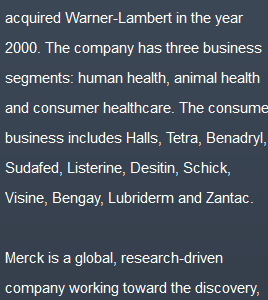 acquired Warner-Lambert in the year
2000. The company has three business
segments: human health, animal health
and consumer healthcare. The consume
business includes Halls, Tetra, Benadryl,
Sudafed, Listerine, Desitin, Schick,
Visine, Bengay, Lubriderm and Zantac.
Merck is a global, research-driven
company working toward the discovery,